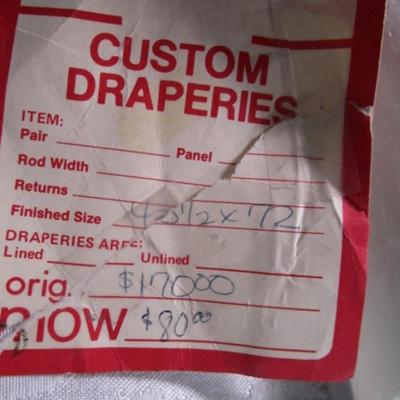 CUSTOM
DRAPERIES
ITEM:
Pair Panel
Rod Width
Returns
Finished Size 42 1/2 x 72
DRAPERIES ARE:
Lined Unlined
orig. $170.00
now $80.00